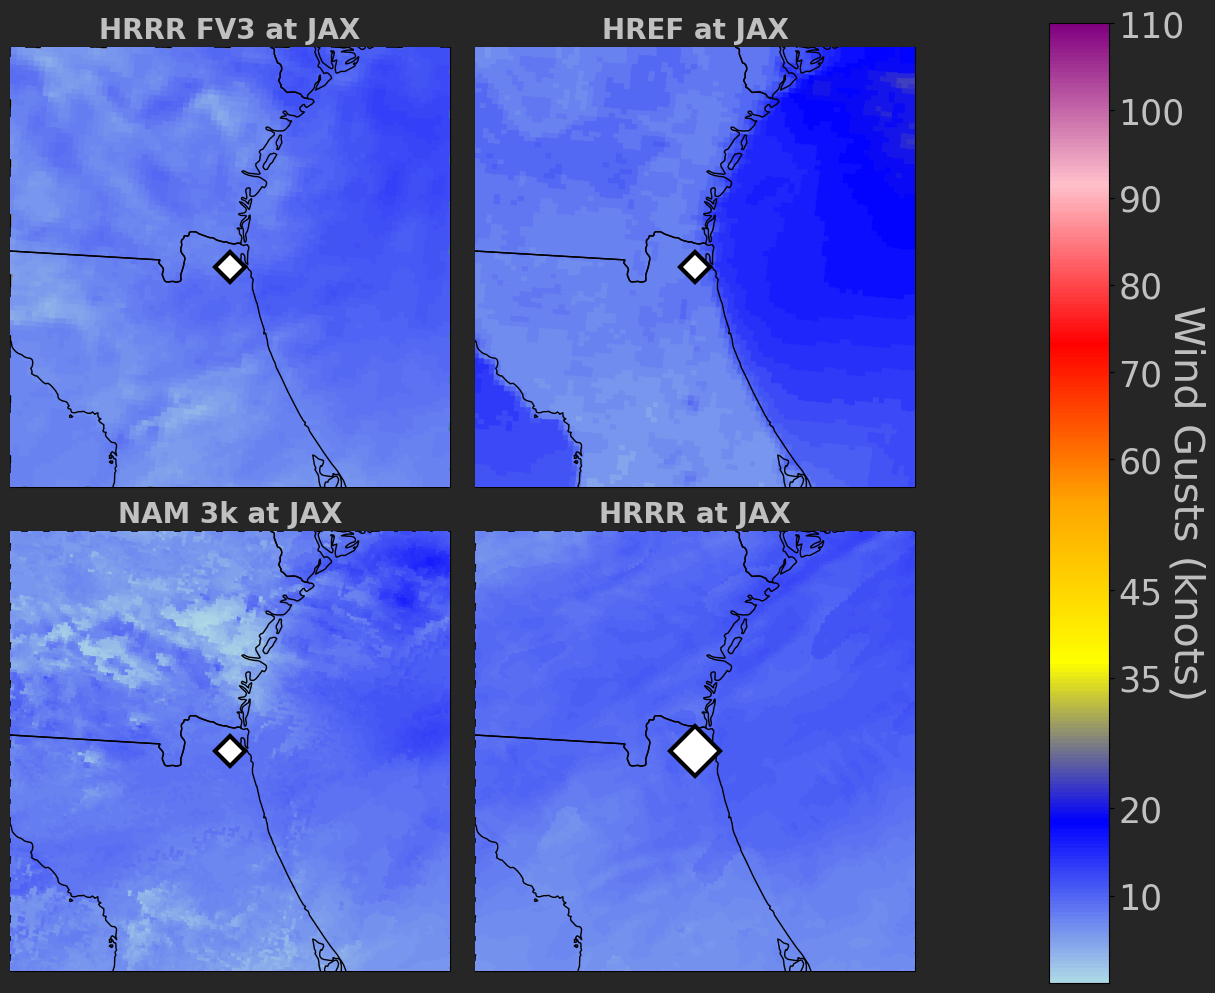 HRRR FV3 at JAX
HREF at JAX
NAM 3k at JAX
HRRR at JAX
110
100
90
80
70
60
45
35
20
10
Wind Gusts (knots)